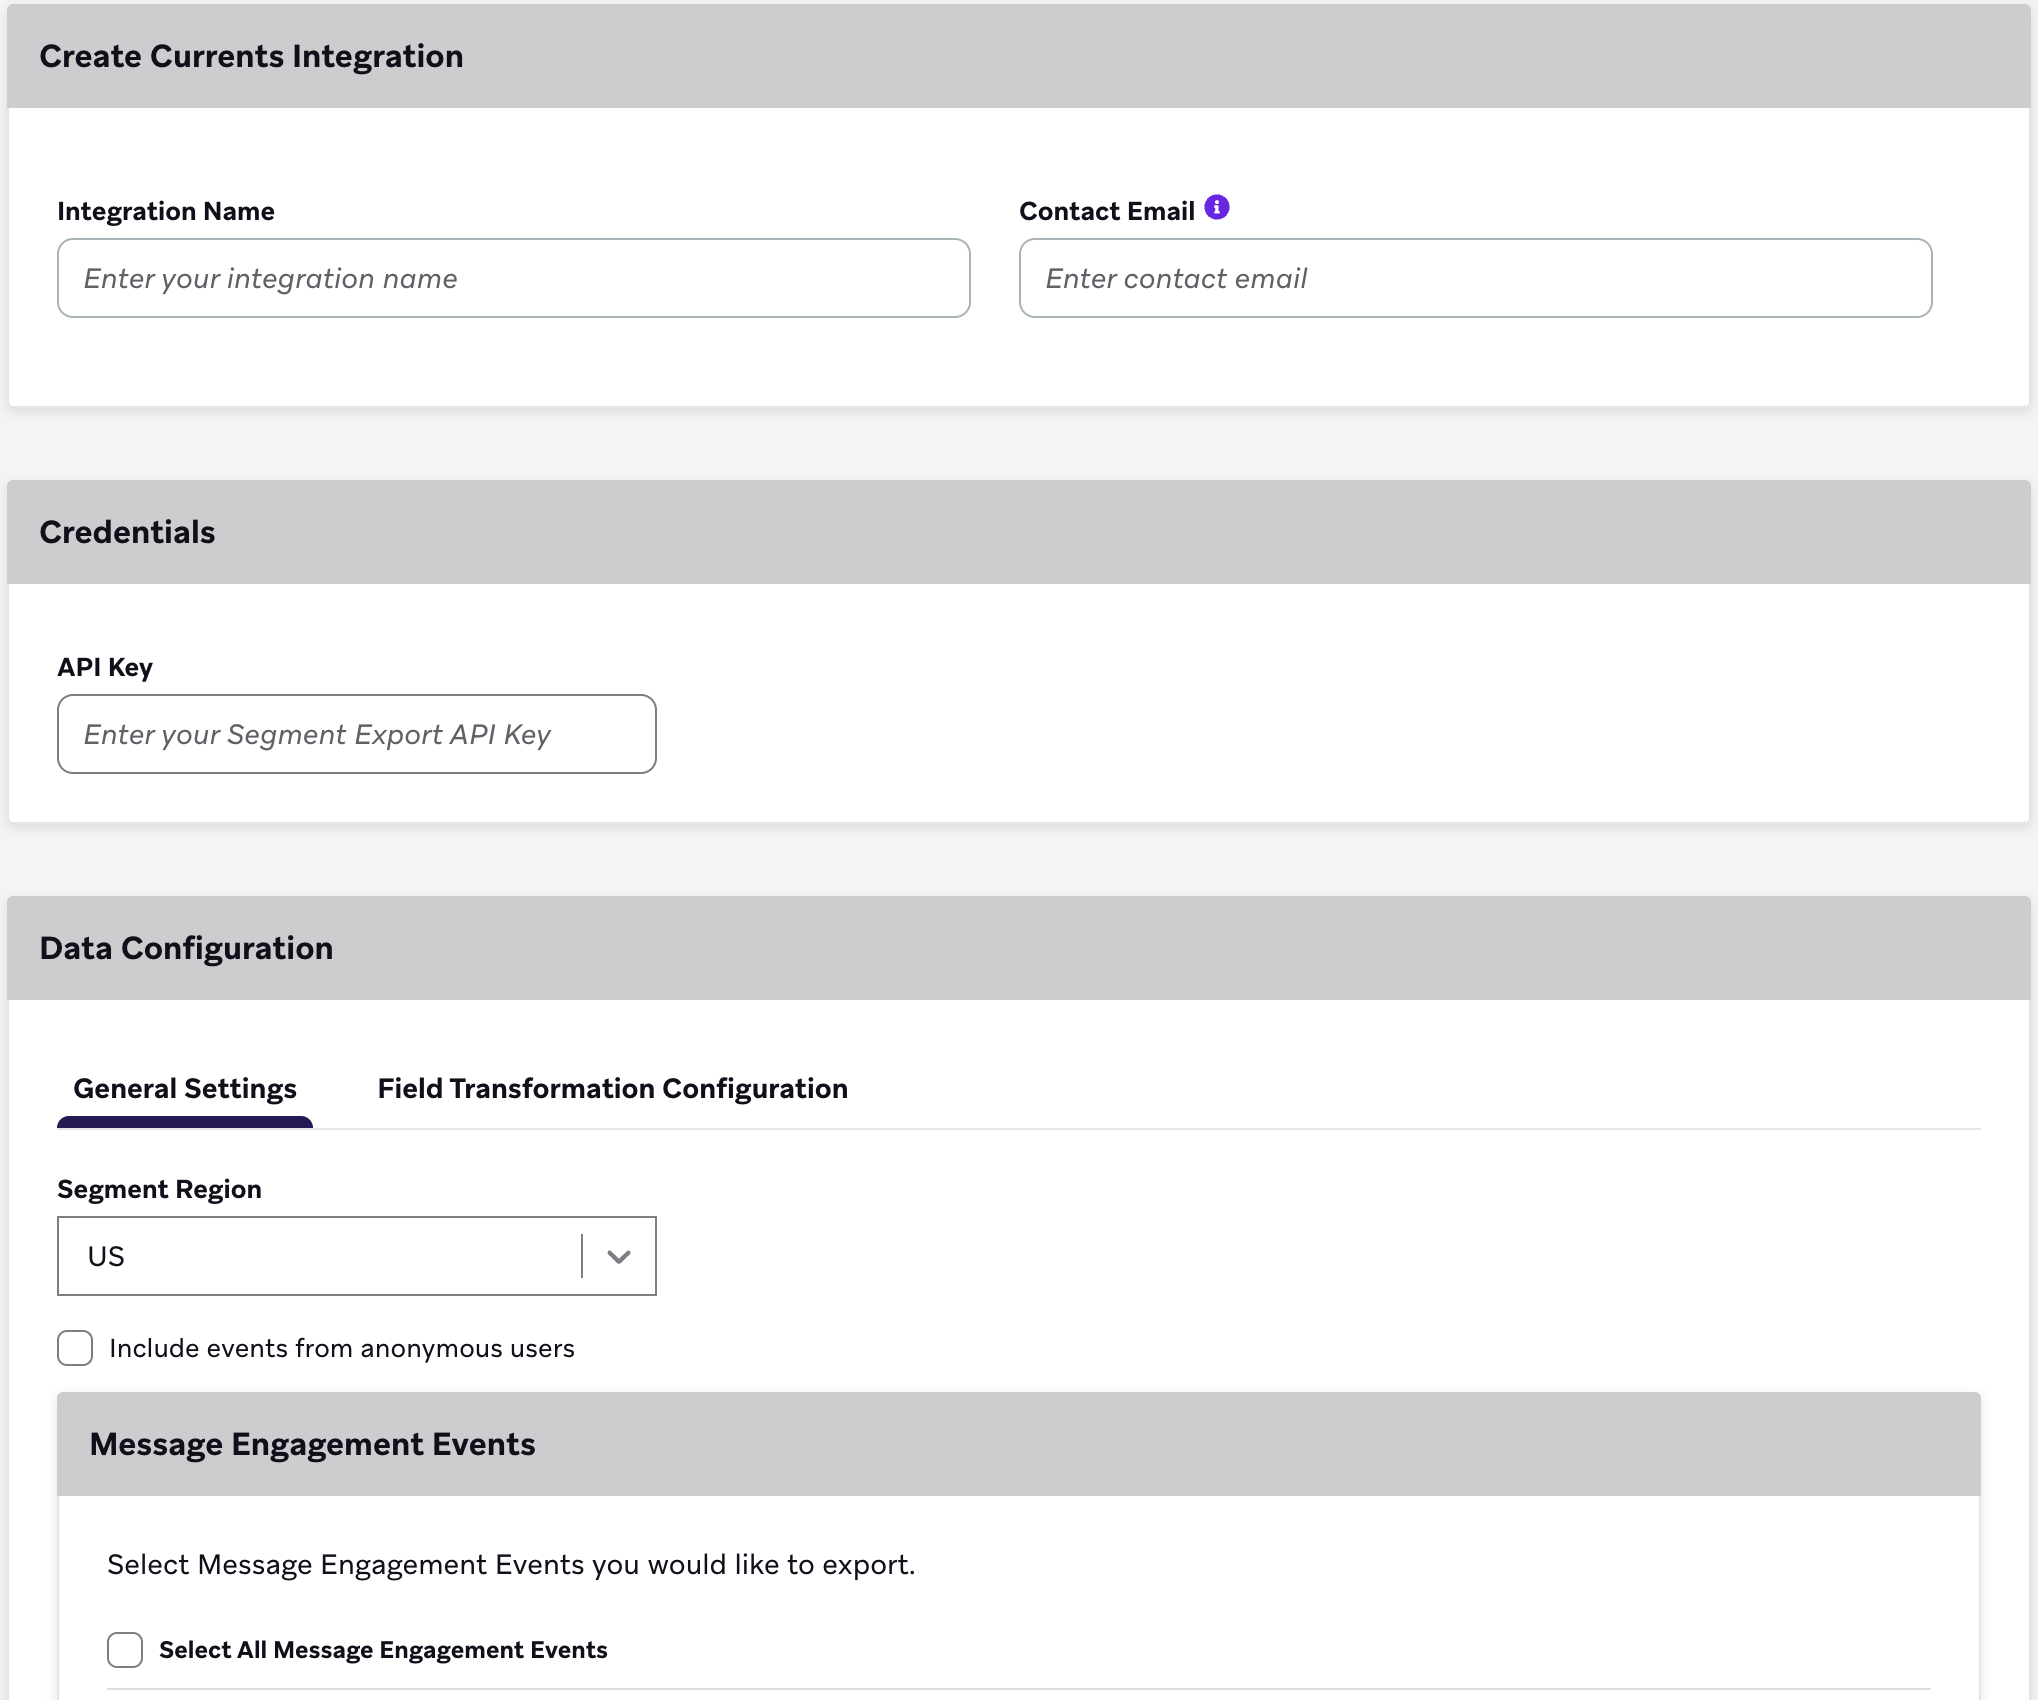 Create Currents Integration
Integration Name
Contact Email
Enter your integration name
Enter contact email
Credentials
API Key
Enter your Segment Export API Key
Data Configuration
General Settings
Field Transformation Configuration
Segment Region
US
Include events from anonymous users
Message Engagement Events
Select Message Engagement Events you would like to export.
Select All Message Engagement Events